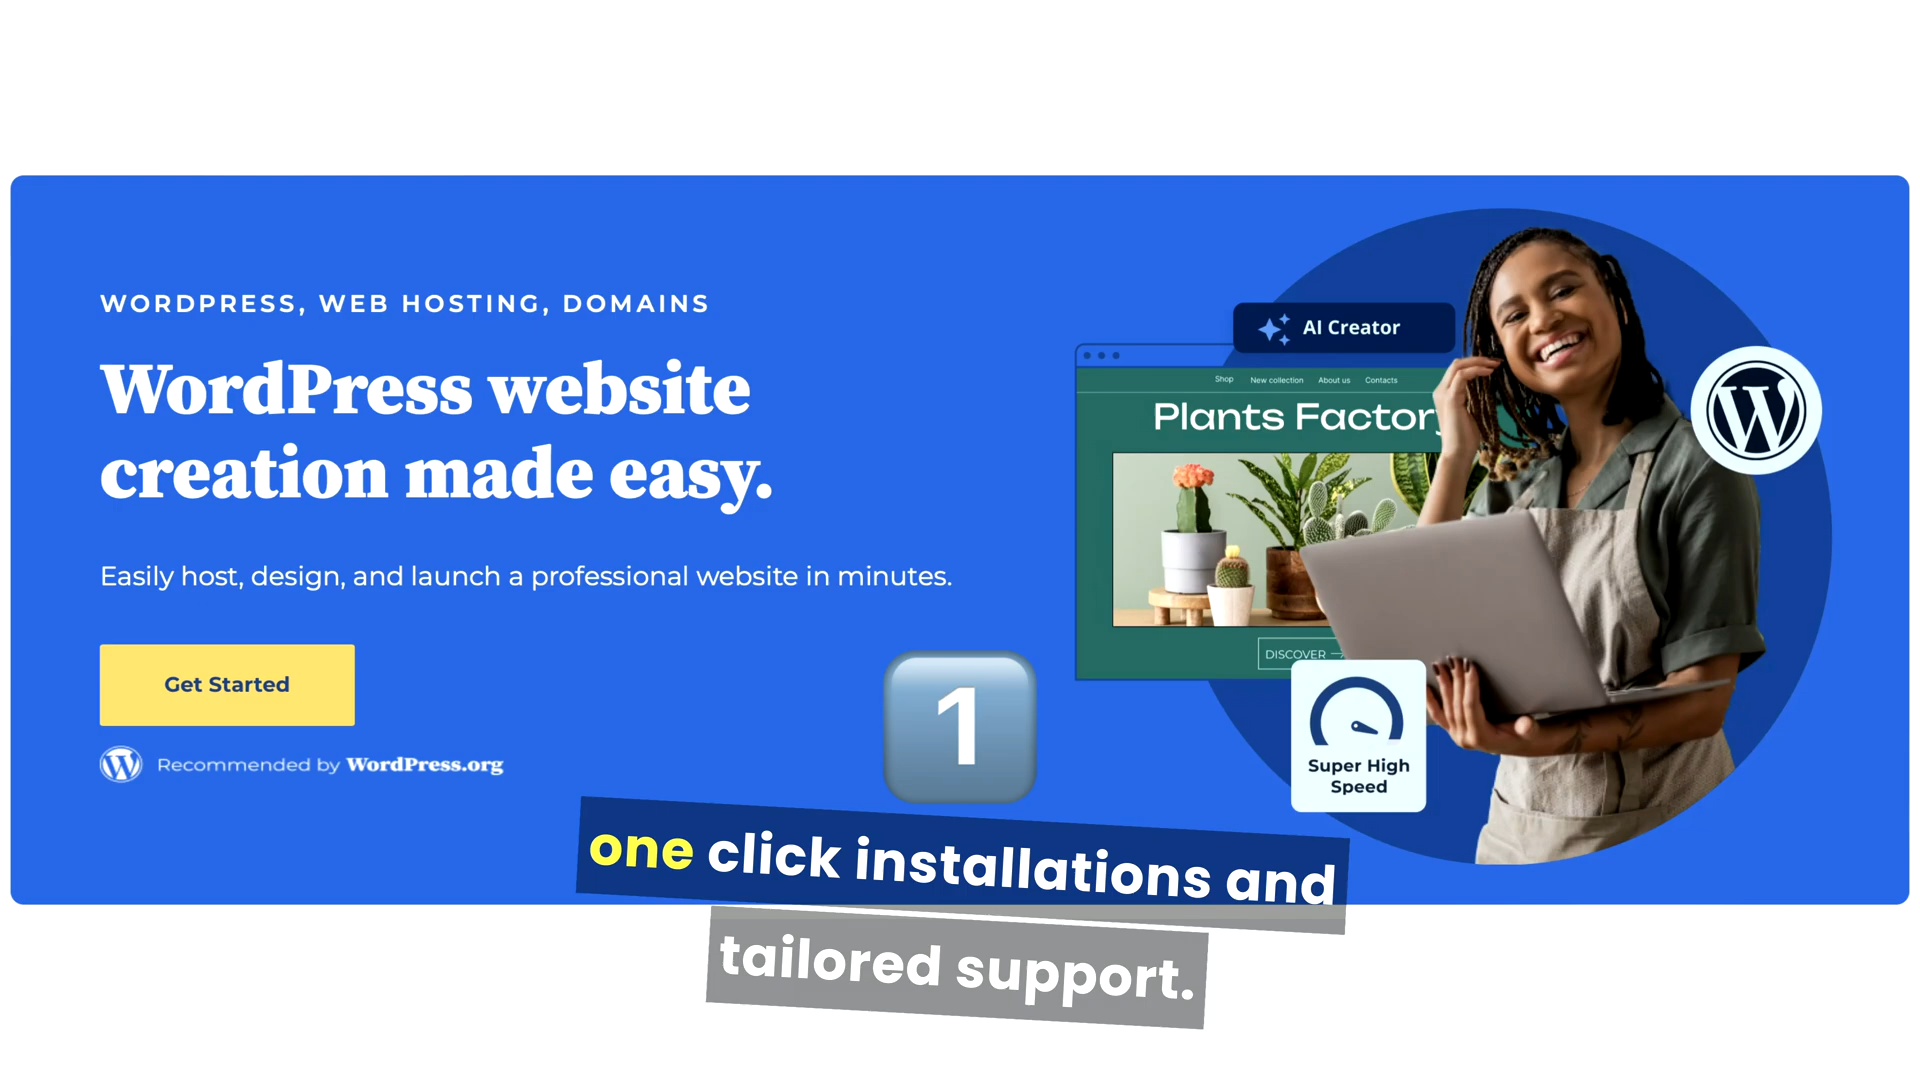 WORDPRESS, WEB HOSTING, DOMAINS
WordPress website
creation made easy.
Easily host, design, and launch a professional website in minutes.
Get Started
Recommended by WordPress.org
AI Creator
Shop New collection About us Contacts
Plants Factory
DISCOVER →
W
Super High
Speed
1
one click installations and
tailored support.